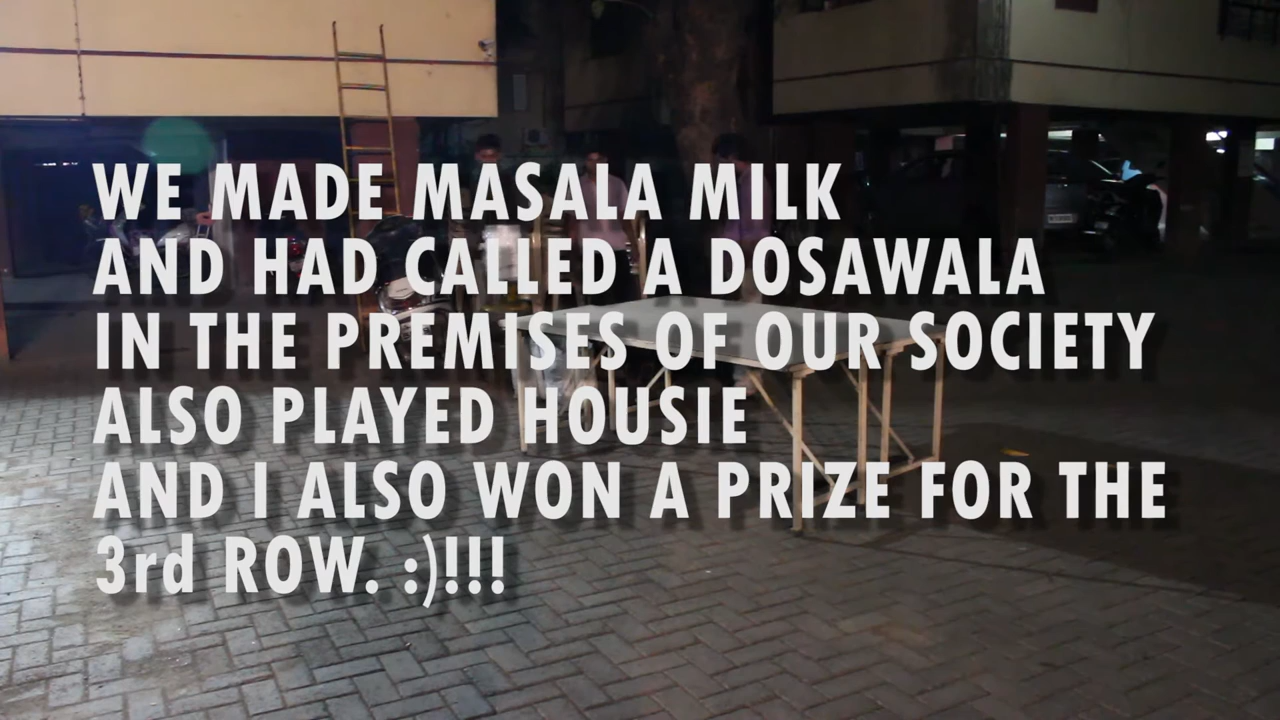 WE MADE MASALA MILK
AND HAD CALLED A DOSAWALA
IN THE PREMISES OF OUR SOCIETY
ALSO PLAYED HOUSIE
AND I ALSO WON A PRIZE FOR THE
3rd ROW. :)!!!